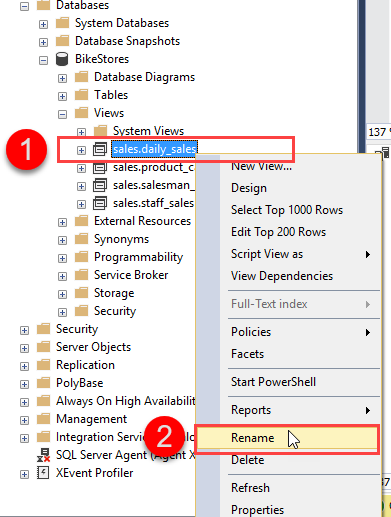 Databases
System Databases
Database Snapshots
BikeStores
Database Diagrams
Tables
Views
System Views
1
sales.daily_sales
sales.product_c
sales.salesman_
sales.staff_sales
External Resources
Synonyms
Programmability
Service Broker
Storage
Security
Security
Server Objects
Replication
PolyBase
Always On High Availabilit
Management
Integration Servic
SQL Server Agent (Agent X
XEvent Profiler
New View...
Design
Select Top 1000 Rows
Edit Top 200 Rows
Script View as
View Dependencies
Full-Text index
Policies
Facets
Start PowerShell
Reports
2
Rename
Delete
Refresh
Properties
137 %